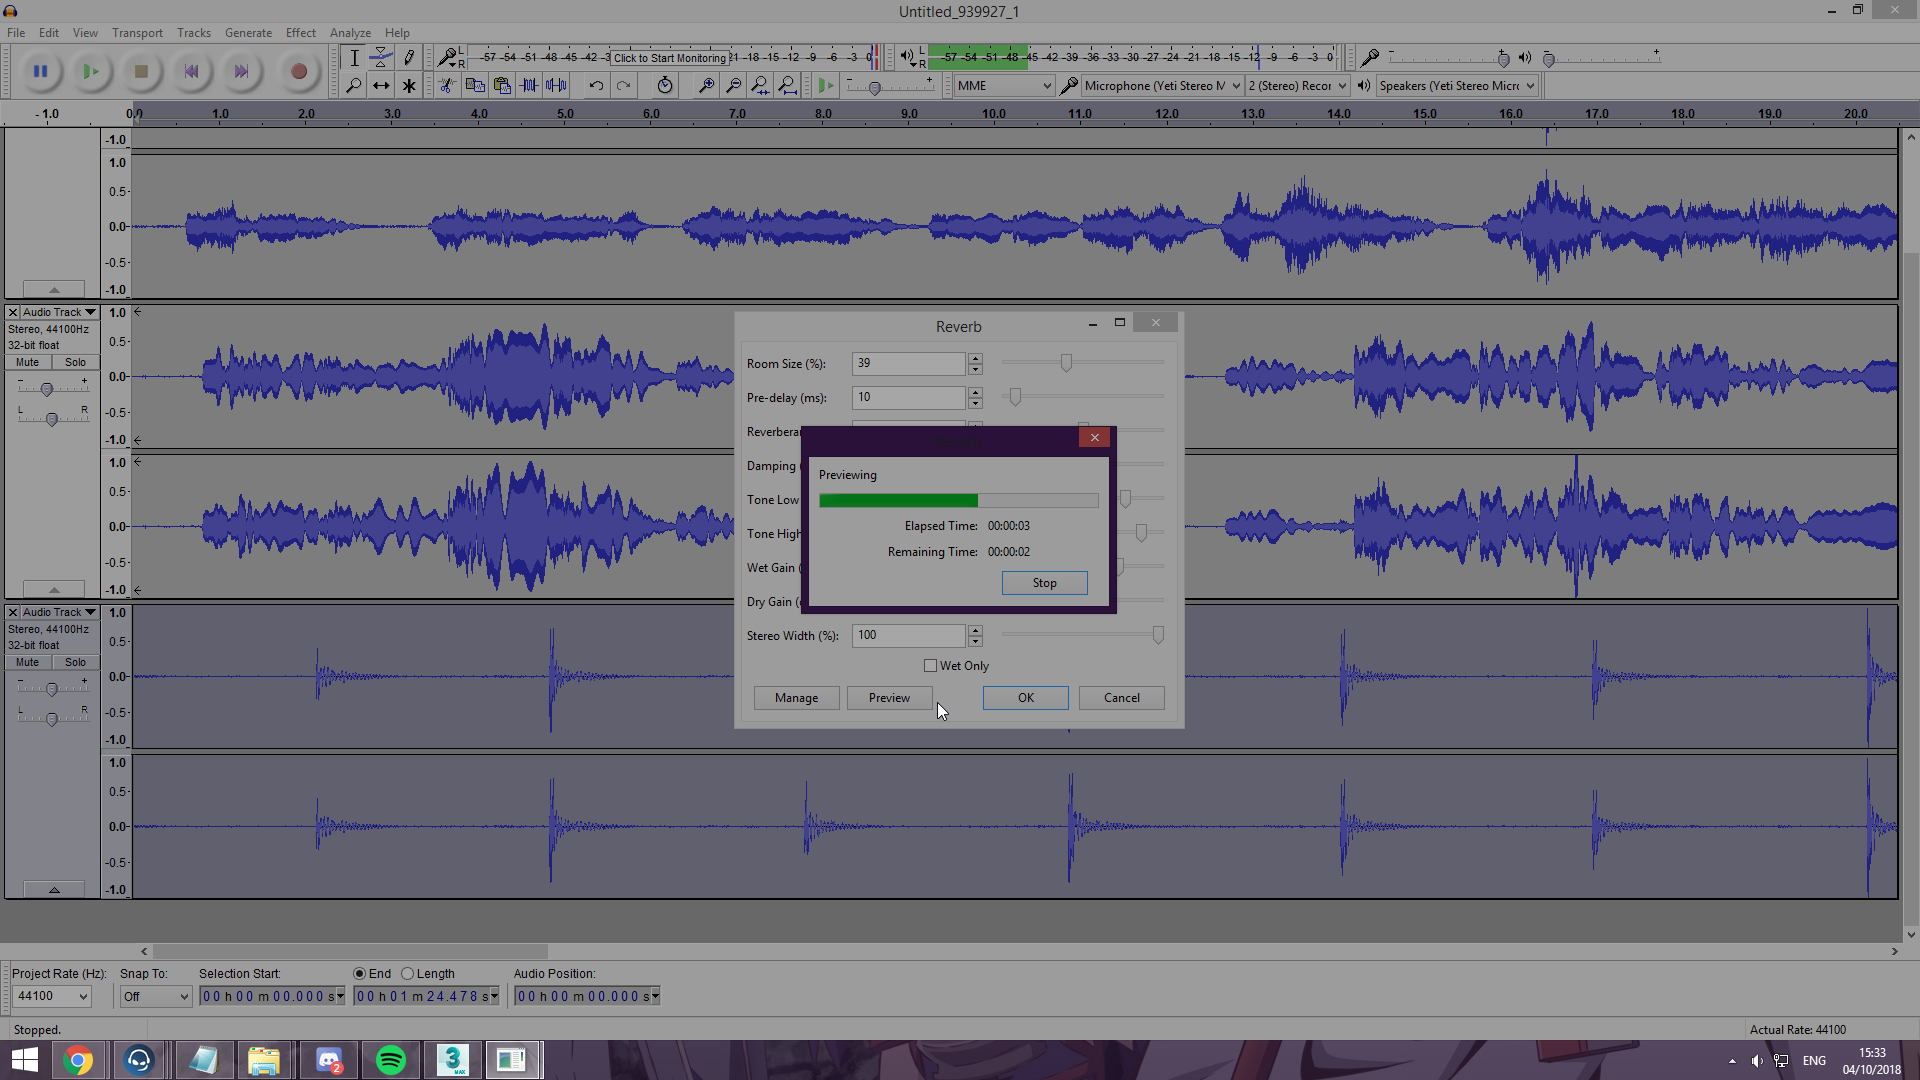 Untitled_939927_1
File Edit View Transport Tracks Generate Effect Analyze Help
L
R
-57 -54 -51 -48 -45 -42 -3 Click to Start Monitoring 21 -18 -15 -12 -9 -6 -3 0
L
R
-57 -54 -51 -48 -45 -42 -39 -36 -33 -30 -27 -24 -21 -18 -15 -12 -9 -6 -3 0
MME
Microphone (Yeti Stereo M
2 (Stereo) Recor
Speakers (Yeti Stereo Micro
-1.0 0.0 1.0 2.0 3.0 4.0 5.0 6.0 7.0 8.0 9.0 10.0 11.0 12.0 13.0 14.0 15.0 16.0 17.0 18.0 19.0 20.0
-1.0
1.0
0.5
0.0
-0.5
-1.0
Audio Track
Stereo, 44100Hz
32-bit float
Mute Solo
- +
L R
1.0
0.5
0.0
-0.5
-1.0
1.0
0.5
0.0
-0.5
-1.0
Audio Track
Stereo, 44100Hz
32-bit float
Mute Solo
- +
L R
1.0
0.5
0.0
-0.5
-1.0
1.0
0.5
0.0
-0.5
-1.0
Reverb
Room Size (%): 39
Pre-delay (ms): 10
Reverberan
Damping (
Tone Low
Tone High
Wet Gain (
Dry Gain (
Stereo Width (%): 100
Wet Only
Manage Preview OK Cancel
Previewing
Elapsed Time: 00:00:03
Remaining Time: 00:00:02
Stop
Project Rate (Hz): Snap To: Selection Start: End Length Audio Position:
44100 Off 00 h 00 m 00.000 s 00 h 01 m 24.478 s 00 h 00 m 00.000 s
Stopped.
Actual Rate: 44100
2
3
MAX
ENG
15:33
04/10/2018